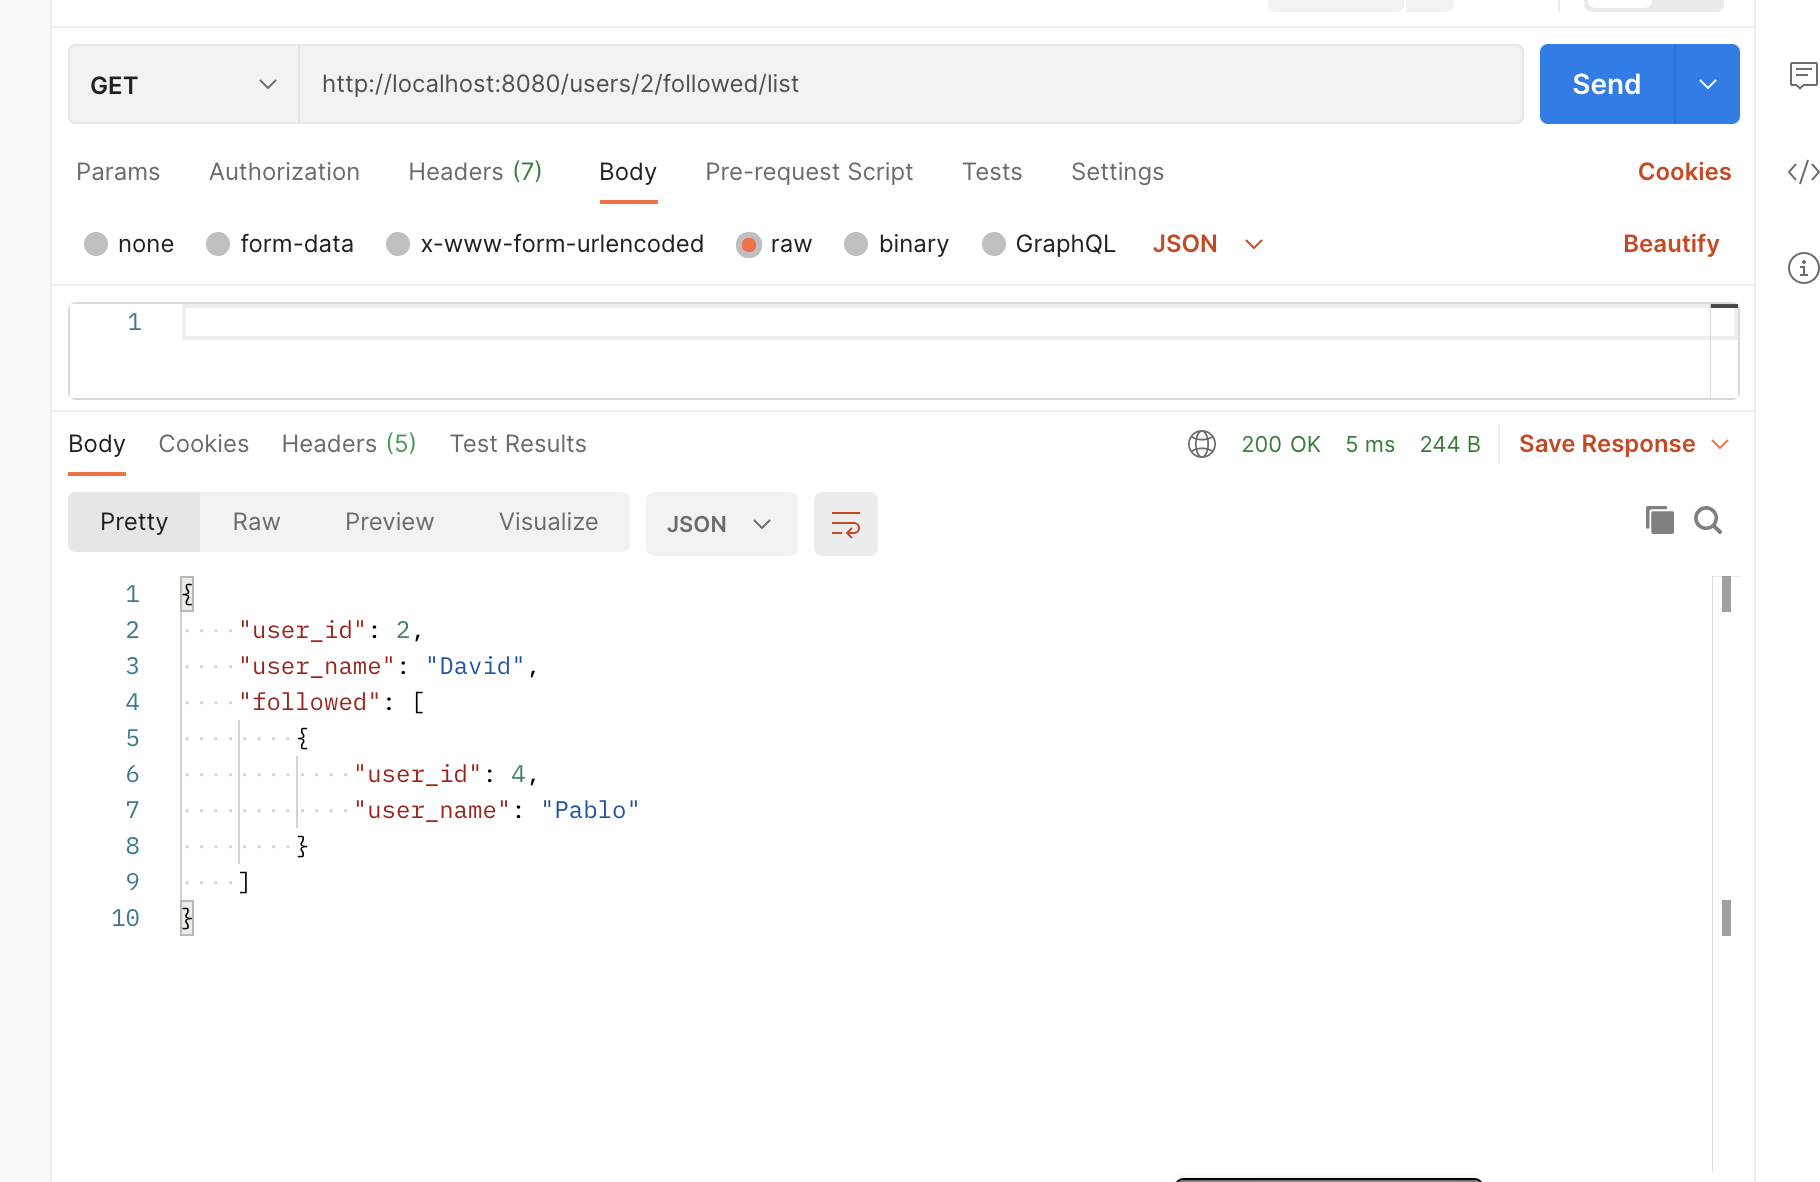 GET http://localhost:8080/users/2/followed/list Send
Params Authorization Headers (7) Body Pre-request Script Tests Settings Cookies
none form-data x-www-form-urlencoded raw binary GraphQL JSON Beautify
1
Body Cookies Headers (5) Test Results 200 OK 5 ms 244 B Save Response
Pretty Raw Preview Visualize JSON
1 {
2 "user_id": 2,
3 "user_name": "David",
4 "followed": [
5 {
6 "user_id": 4,
7 "user_name": "Pablo"
8 }
9 ]
10 }